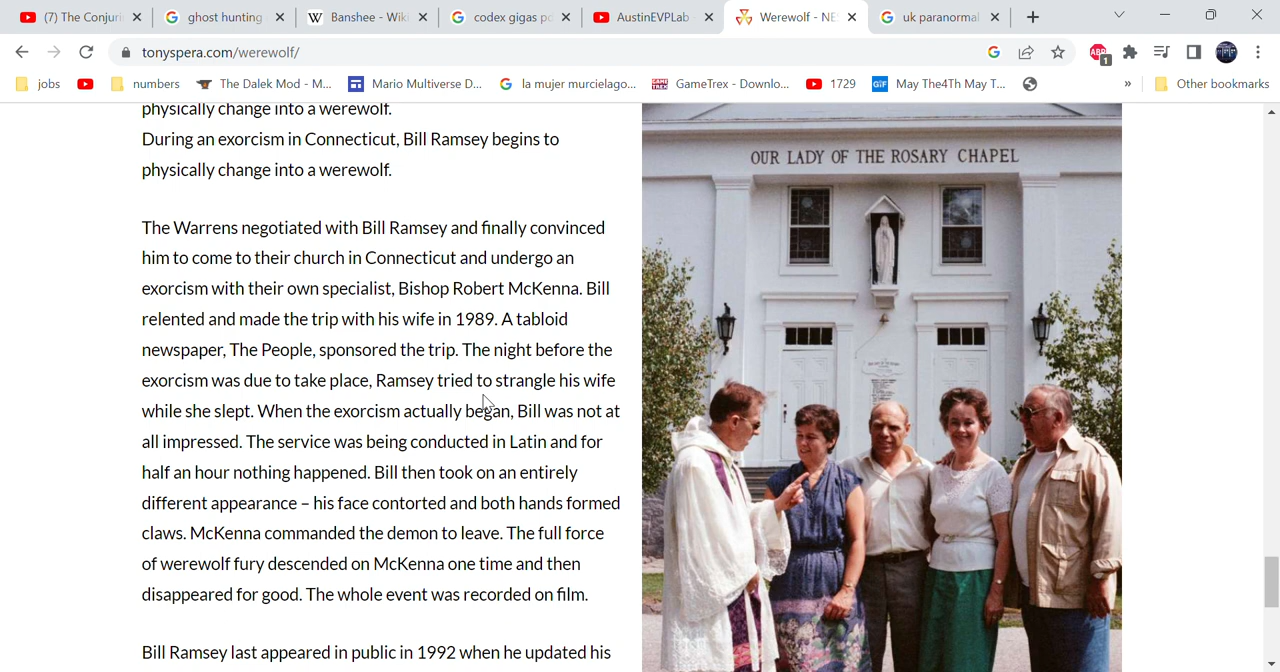 (7) The Conjuri
ghost hunting
Banshee - Wiki
codex gigas po
AustinEVPLab
Werewolf - NE
uk paranormal
tonyspera.com/werewolf/
ABP
1
jobs
numbers
The Dalek Mod - M...
Mario Multiverse D...
la mujer murcielago...
GameTrex - Downlo...
1729
GIF
May The4Th May T...
»
Other bookmarks
physically change into a werewolf.
During an exorcism in Connecticut, Bill Ramsey begins to
physically change into a werewolf.
The Warrens negotiated with Bill Ramsey and finally convinced
him to come to their church in Connecticut and undergo an
exorcism with their own specialist, Bishop Robert McKenna. Bill
relented and made the trip with his wife in 1989. A tabloid
newspaper, The People, sponsored the trip. The night before the
exorcism was due to take place, Ramsey tried to strangle his wife
while she slept. When the exorcism actually began, Bill was not at
all impressed. The service was being conducted in Latin and for
half an hour nothing happened. Bill then took on an entirely
different appearance – his face contorted and both hands formed
claws. McKenna commanded the demon to leave. The full force
of werewolf fury descended on McKenna one time and then
disappeared for good. The whole event was recorded on film.
Bill Ramsey last appeared in public in 1992 when he updated his
OUR LADY OF THE ROSARY CHAPEL